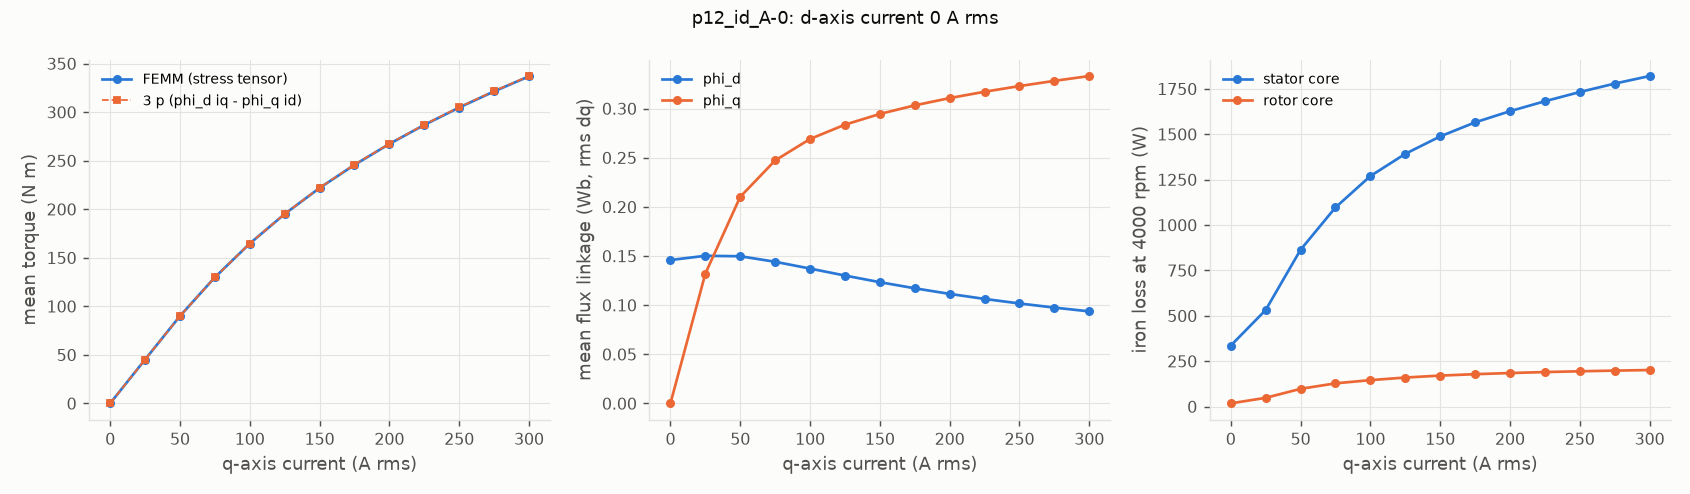 p12_id_A-0: d-axis current 0 A rms
mean torque (N m)
350
300
250
200
150
100
50
0
FEMM (stress tensor)
3 p (phi_d iq - phi_q id)
0 50 100 150 200 250 300
q-axis current (A rms)
mean flux linkage (Wb, rms dq)
0.30
0.25
0.20
0.15
0.10
0.05
0.00
phi_d
phi_q
0 50 100 150 200 250 300
q-axis current (A rms)
iron loss at 4000 rpm (W)
1750
1500
1250
1000
750
500
250
0
stator core
rotor core
0 50 100 150 200 250 300
q-axis current (A rms)